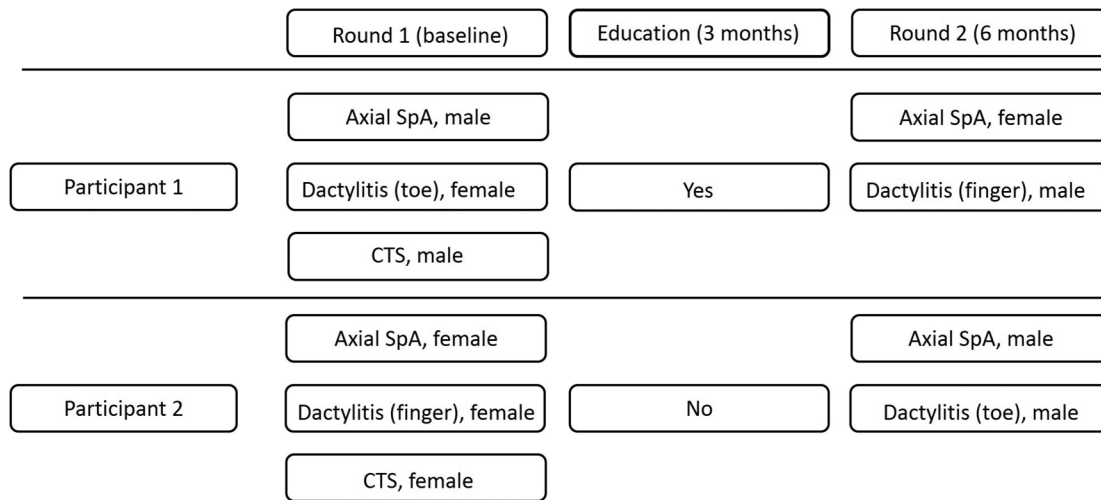 Round 1 (baseline)
Education (3 months)
Round 2 (6 months)
Axial SpA, male
Axial SpA, female
Participant 1
Dactylitis (toe), female
Yes
Dactylitis (finger), male
CTS, male
Axial SpA, female
Axial SpA, male
Participant 2
Dactylitis (finger), female
No
Dactylitis (toe), male
CTS, female